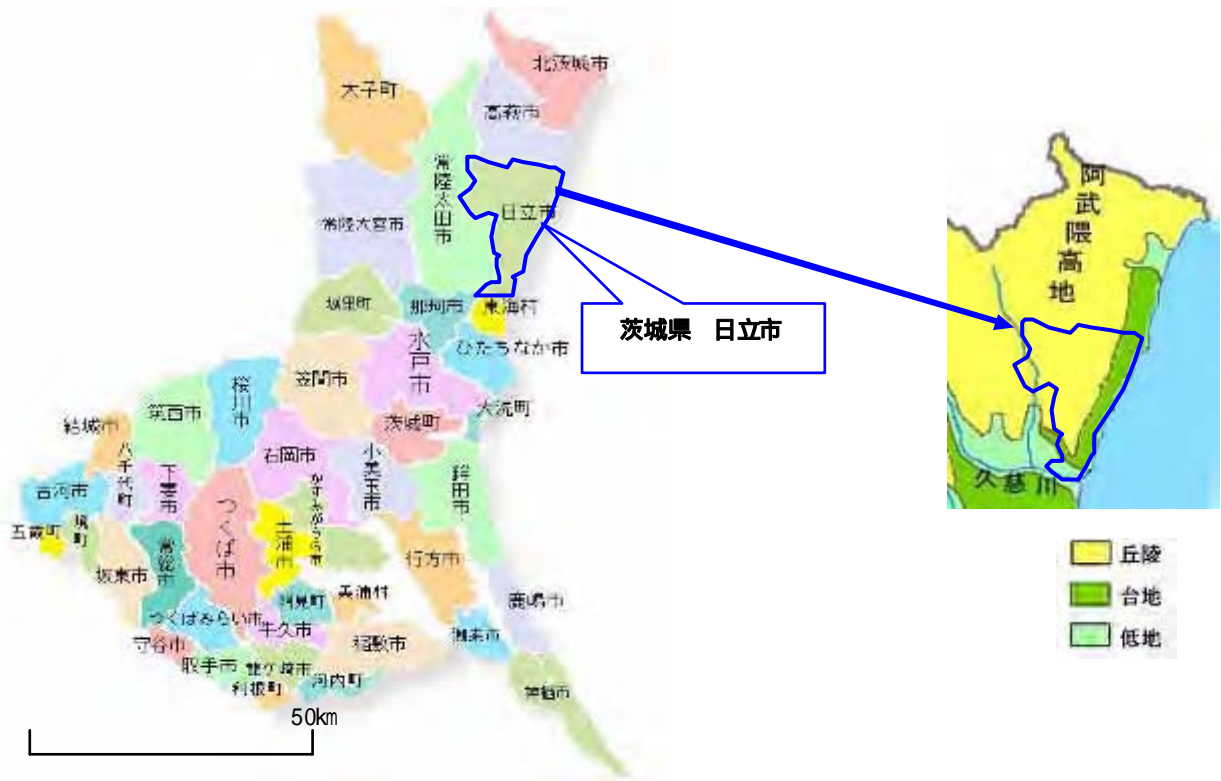 北茨城市
大子町
高萩市
常陸太田市
日立市
常陸大宮市
城里町
那珂市
東海村
ひたちなか市
水戸市
笠間市
桜川市
筑西市
大洗町
茨城町
結城市
石岡市
小美玉市
八千代町
下妻市
かすみがうら市
鉾田市
古河市
つくば市
土浦市
五霞町
境町
常総市
坂東市
行方市
阿見町
美浦村
鹿嶋市
つくばみらい市
牛久市
守谷市
稲敷市
潮来市
取手市
龍ケ崎市
利根町
河内町
神栖市
50km
茨城県 日立市
阿武隈高地
久慈川
丘陵
台地
低地